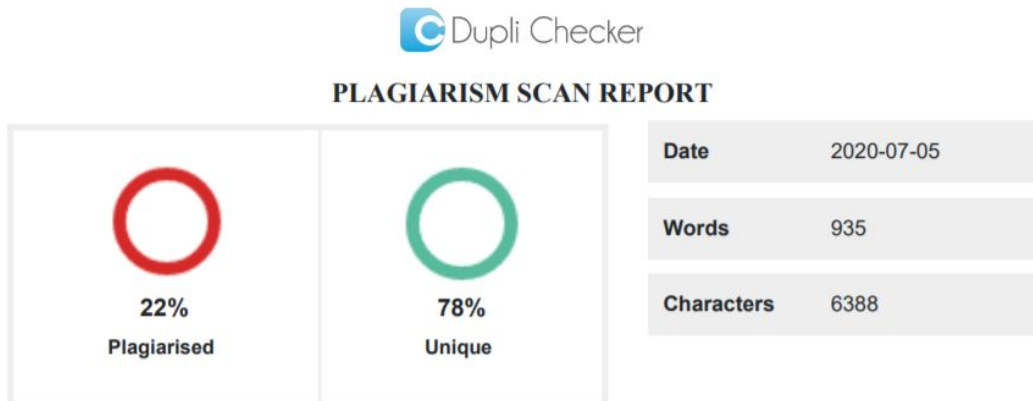 C Dupli Checker
PLAGIARISM SCAN REPORT
22%
Plagiarised
78%
Unique
Date 2020-07-05
Words 935
Characters 6388